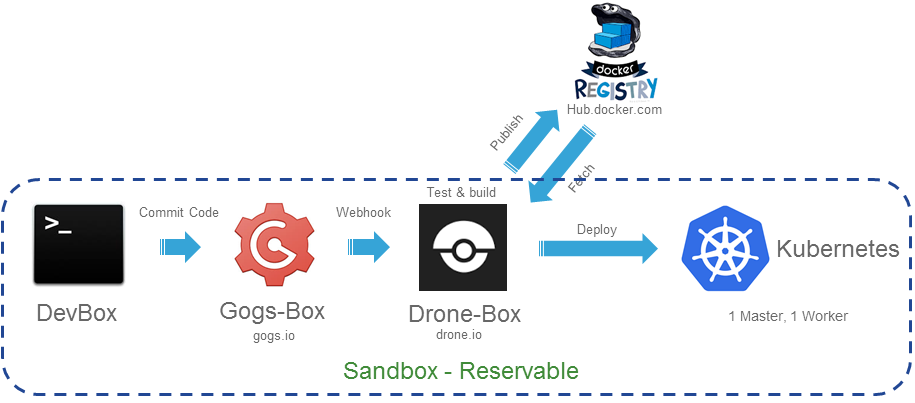 docker
REGISTRY
Hub.docker.com
Publish
Fetch
Test & build
Commit Code
Webhook
Deploy
>_
Kubernetes
DevBox
Gogs-Box
gogs.io
Drone-Box
drone.io
1 Master, 1 Worker
Sandbox - Reservable